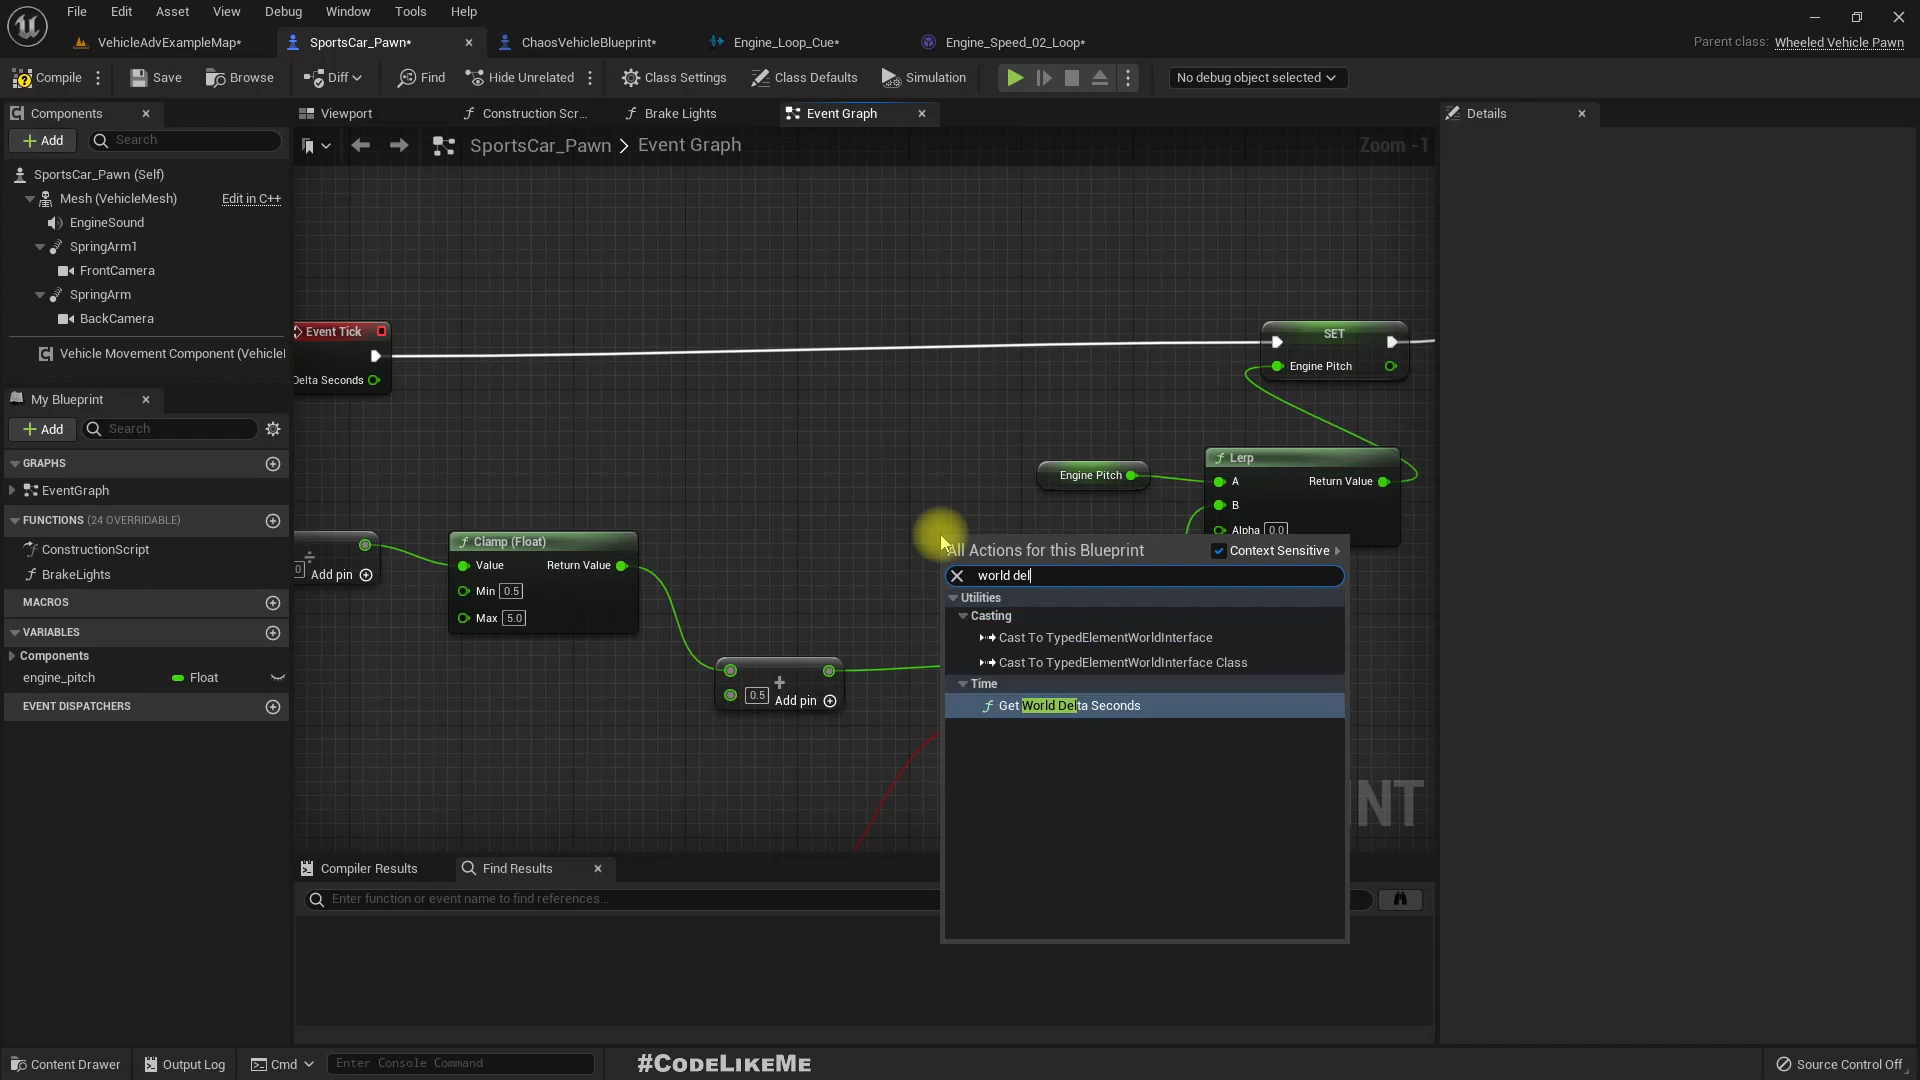 File Edit Asset View Debug Window Tools Help
VehicleAdvExampleMap* SportsCar_Pawn* ChaosVehicleBlueprint* Engine_Loop_Cue* Engine_Speed_02_Loop* Parent class: Wheeled Vehicle Pawn
Compile Save Browse Diff Find Hide Unrelated Class Settings Class Defaults Simulation No debug object selected
Components Viewport Construction Scr... Brake Lights Event Graph Details
Add Search
SportsCar_Pawn > Event Graph Zoom -1
SportsCar_Pawn (Self)
Mesh (VehicleMesh) Edit in C++
EngineSound
SpringArm1
FrontCamera
SpringArm
BackCamera
Vehicle Movement Component (Vehicle
My Blueprint
Add Search
GRAPHS
EventGraph
FUNCTIONS (24 OVERRIDABLE)
ConstructionScript
BrakeLights
MACROS
VARIABLES
Components
engine_pitch Float
EVENT DISPATCHERS
Event Tick
Delta Seconds
SET
Engine Pitch
Engine Pitch
Lerp
A Return Value
B
Alpha 0.0
÷
0 Add pin
Clamp (Float)
Value Return Value
Min 0.5
Max 5.0
+
0.5 Add pin
All Actions for this Blueprint Context Sensitive
world del
Utilities
Casting
Cast To TypedElementWorldInterface
Cast To TypedElementWorldInterface Class
Time
Get World Delta Seconds
Compiler Results Find Results
Enter function or event name to find references...
Content Drawer Output Log Cmd Enter Console Command #CodeLikeMe Source Control Off